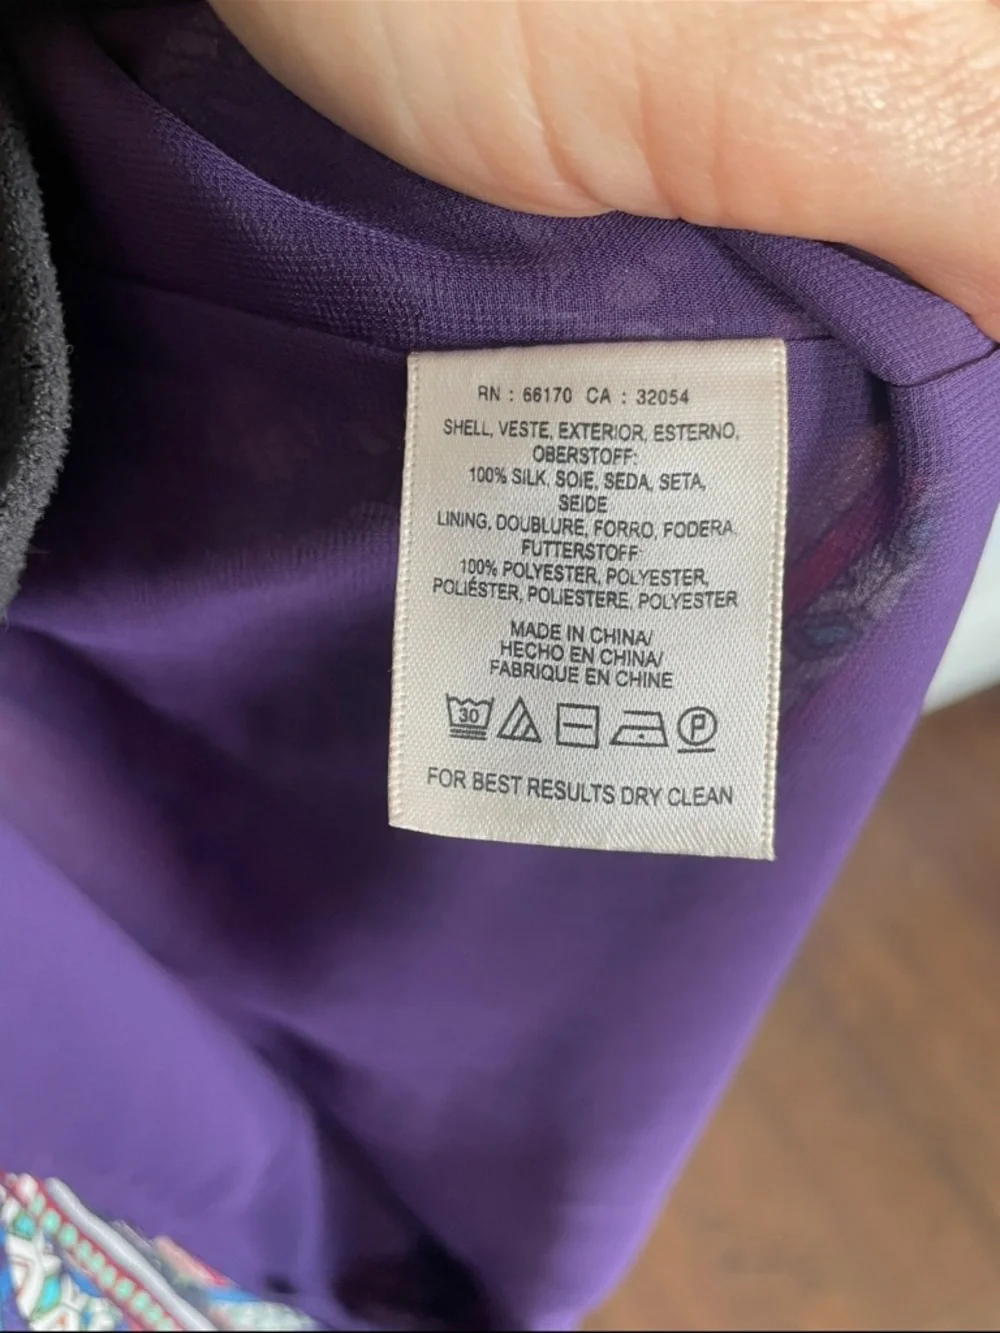 RN : 66170 CA : 32054
SHELL, VESTE, EXTERIOR, ESTERNO,
OBERSTOFF:
100% SILK, SOIE, SEDA, SETA,
SEIDE
LINING, DOUBLURE, FORRO, FODERA,
FUTTERSTOFF:
100% POLYESTER, POLYESTER,
POLIÉSTER, POLIESTERE, POLYESTER
MADE IN CHINA/
HECHO EN CHINA/
FABRIQUE EN CHINE
30 P
FOR BEST RESULTS DRY CLEAN